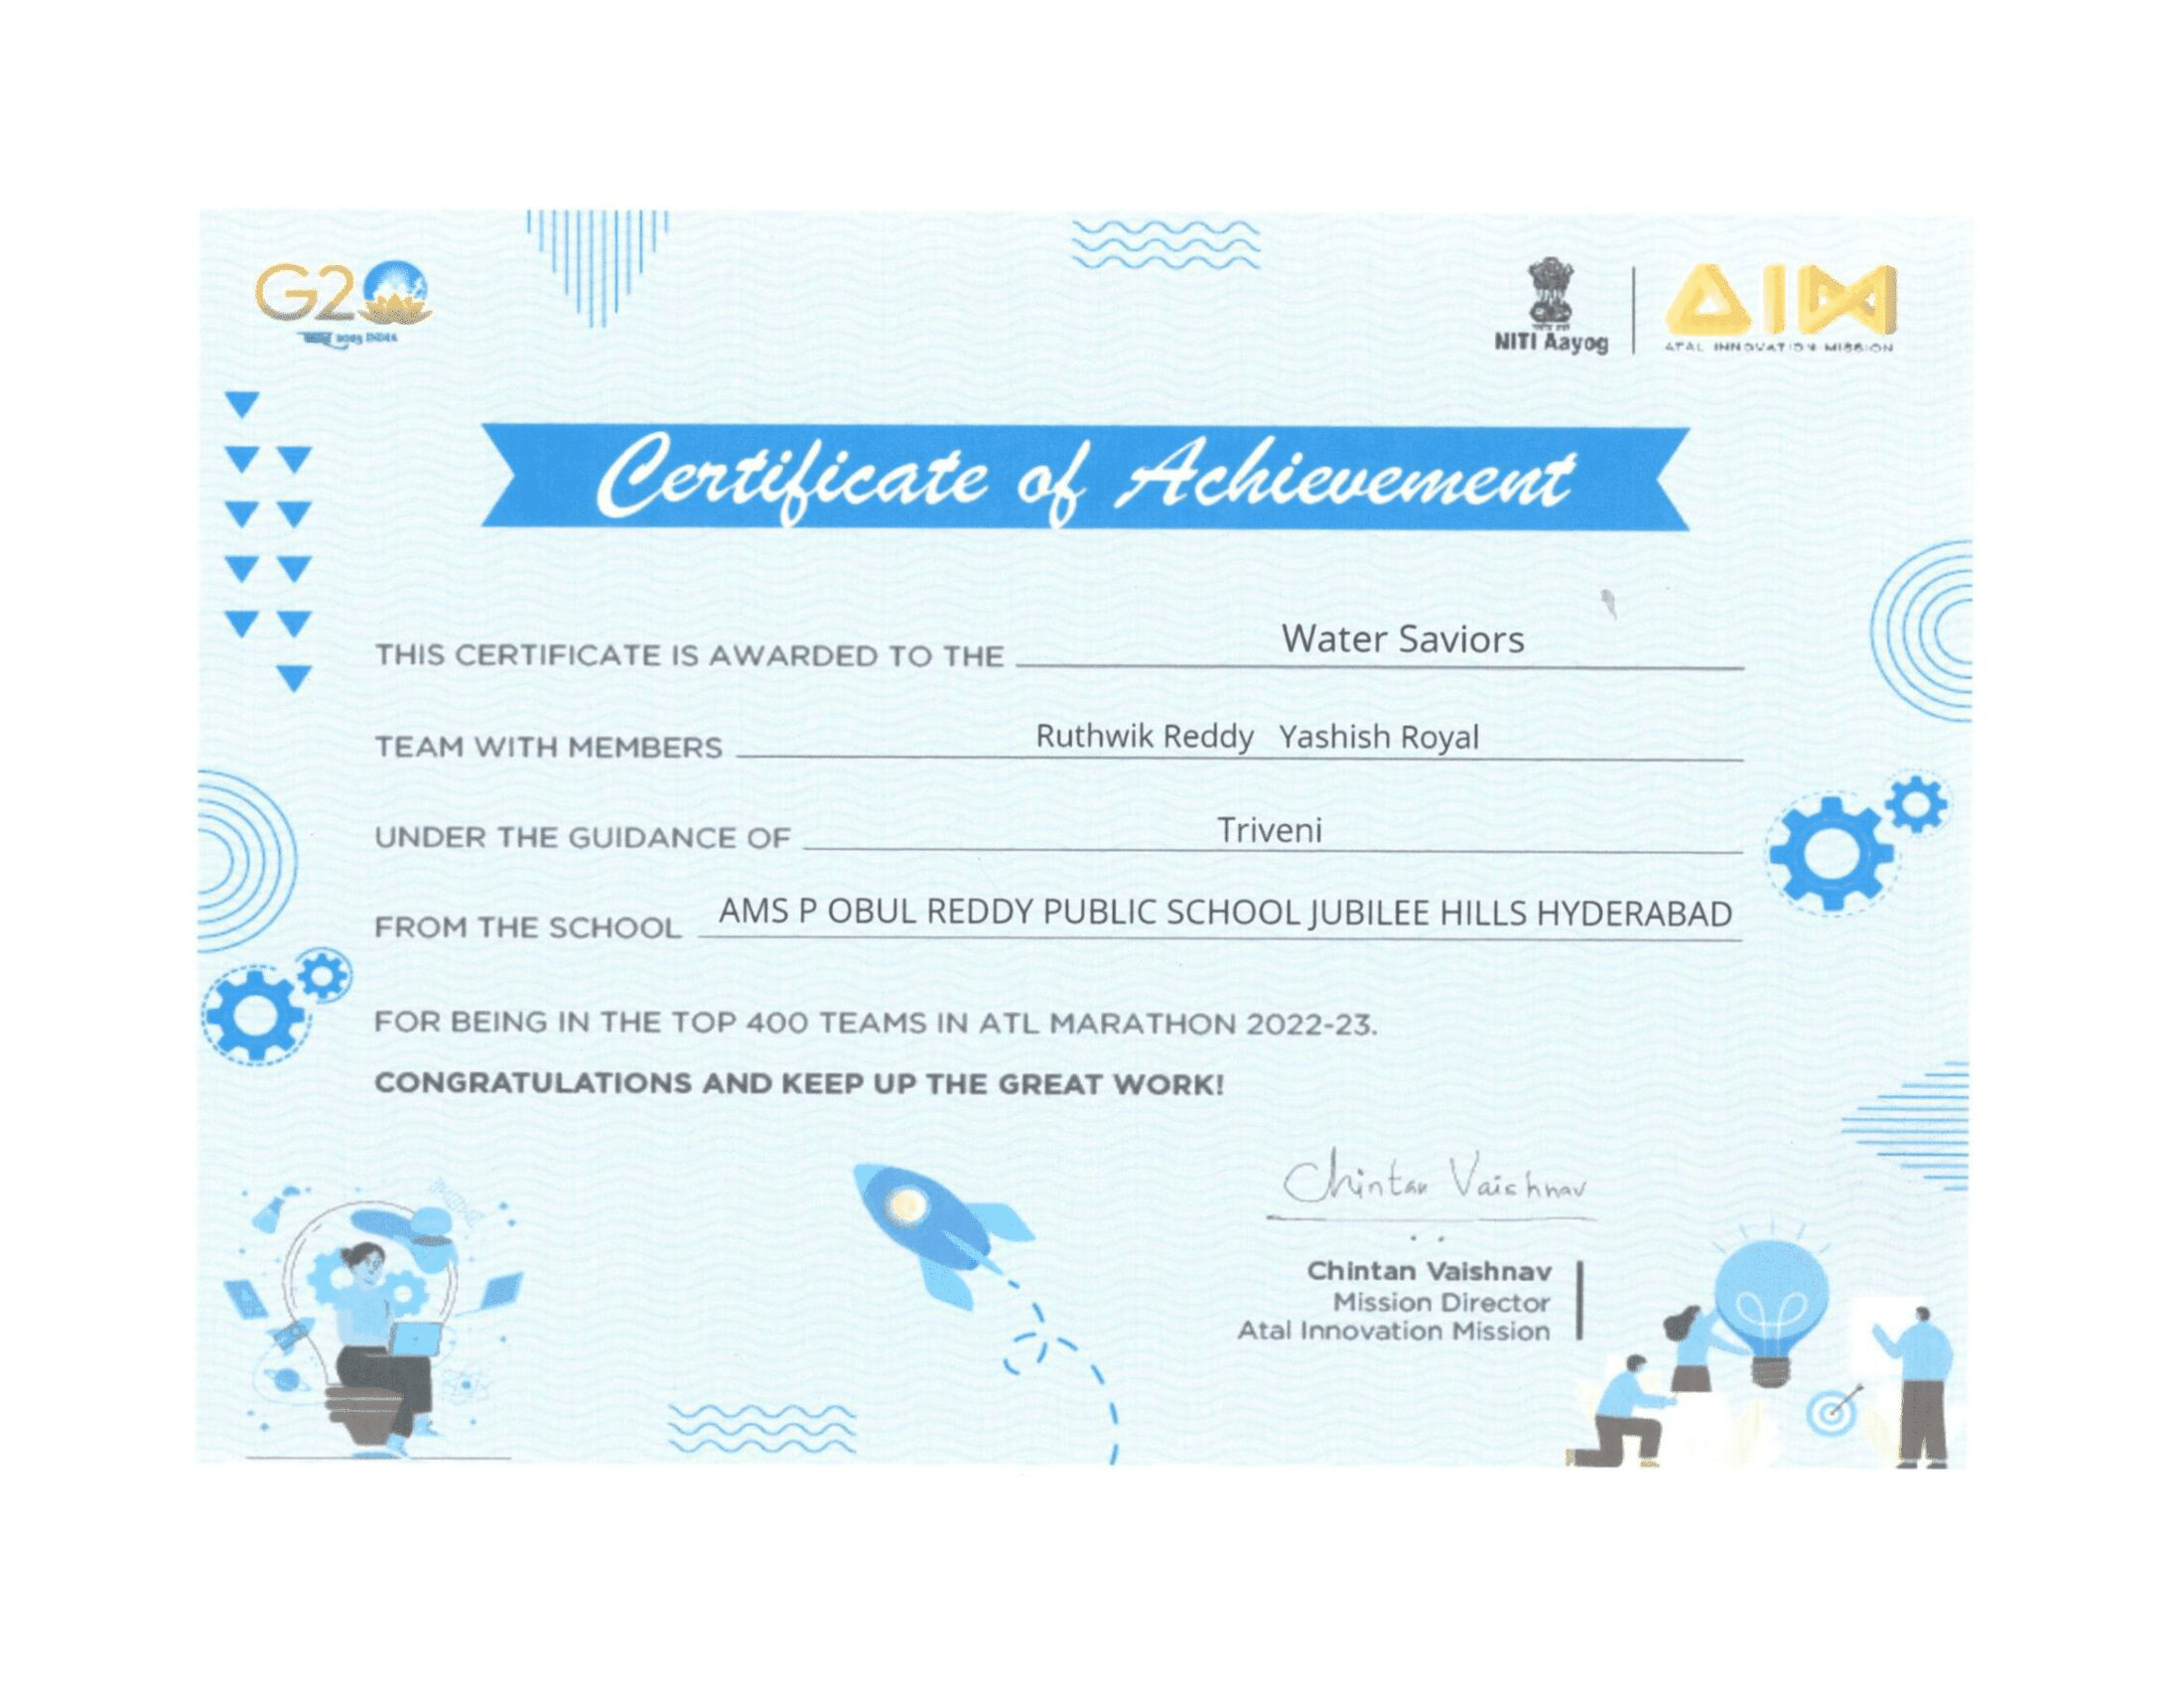 G20
2023 INDIA
NITI Aayog
AIM
ATAL INNOVATION MISSION
Certificate of Achievement
THIS CERTIFICATE IS AWARDED TO THE Water Saviors
TEAM WITH MEMBERS Ruthwik Reddy Yashish Royal
UNDER THE GUIDANCE OF Triveni
FROM THE SCHOOL AMS P OBUL REDDY PUBLIC SCHOOL JUBILEE HILLS HYDERABAD
FOR BEING IN THE TOP 400 TEAMS IN ATL MARATHON 2022-23.
CONGRATULATIONS AND KEEP UP THE GREAT WORK!
Chintan Vaishnav
Chintan Vaishnav
Mission Director
Atal Innovation Mission